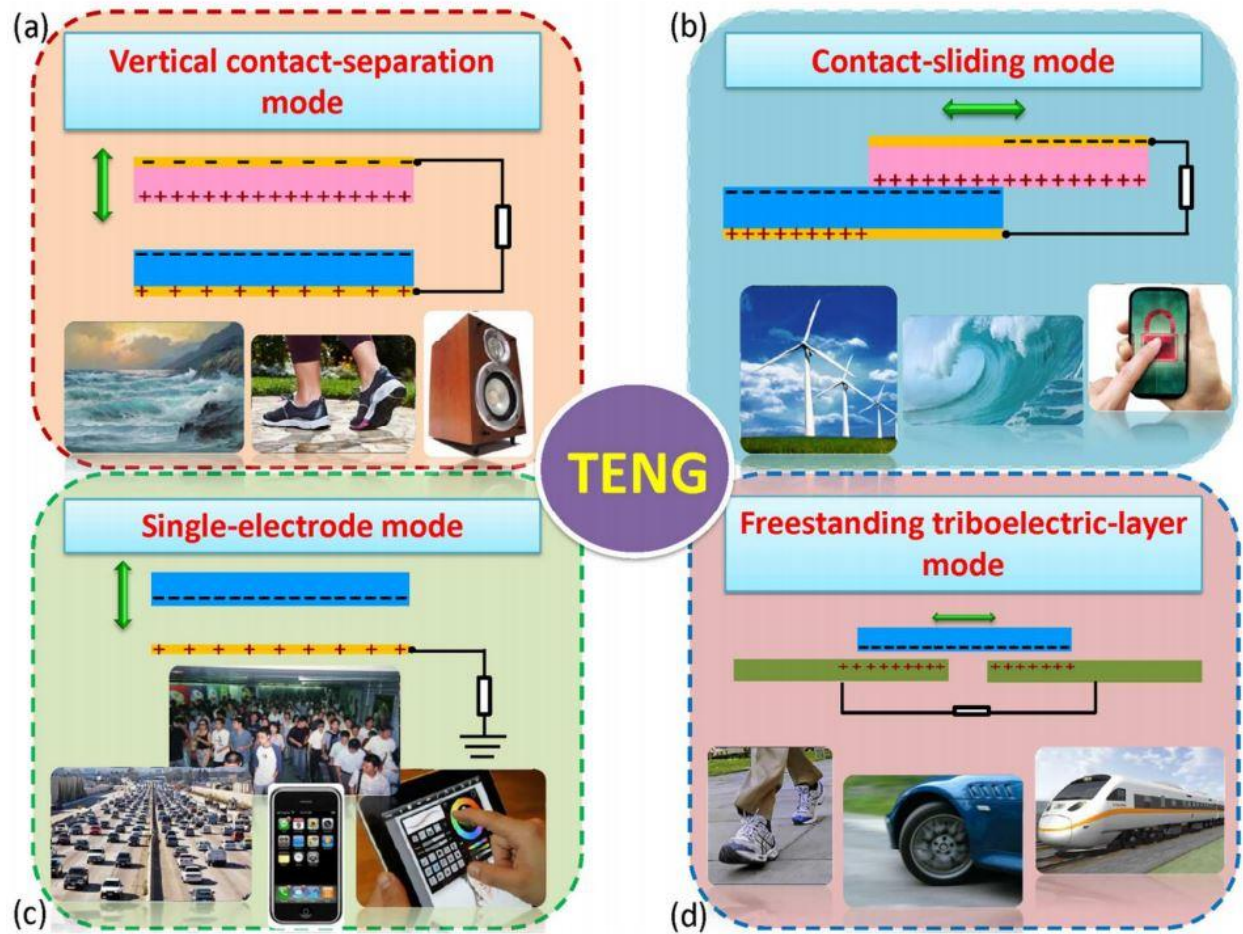 (a)
Vertical contact-separation
mode
(b)
Contact-sliding mode
TENG
Single-electrode mode
(c)
Freestanding triboelectric-layer
mode
(d)